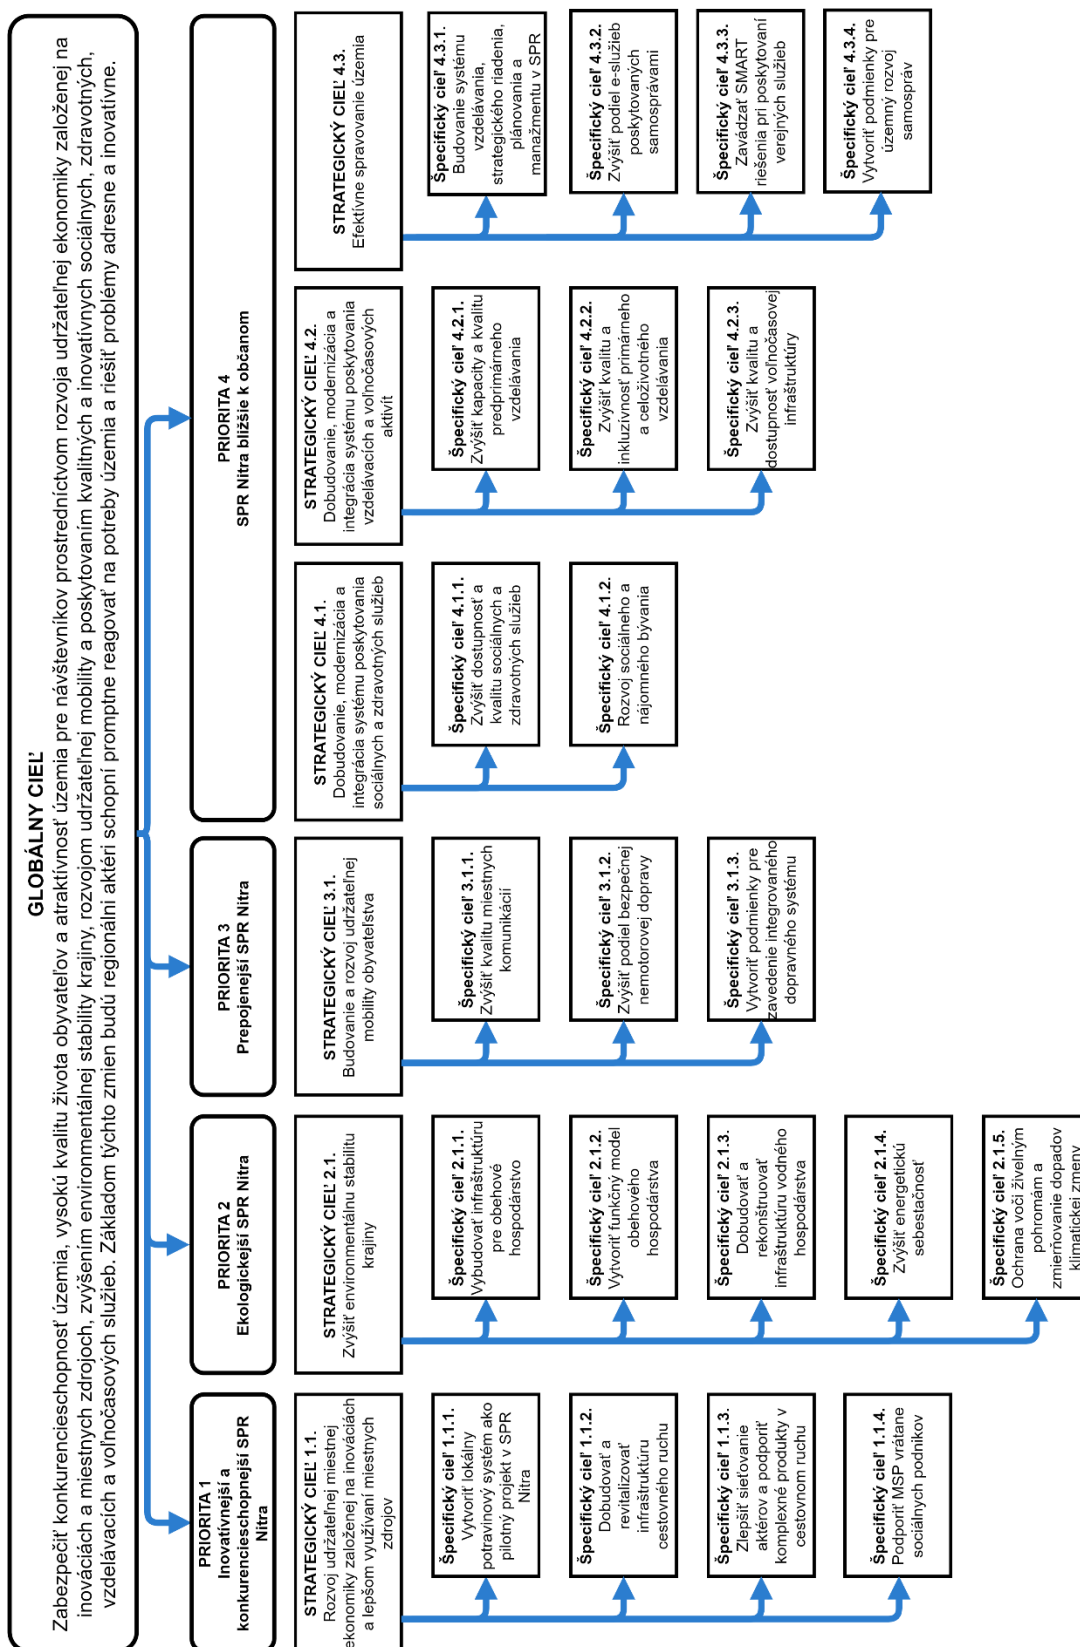 GLOBÁLNY CIEĽ
Zabezpečiť konkurencieschopnosť územia, vysokú kvalitu života obyvateľov a atraktívnosť územia pre návštevníkov prostredníctvom rozvoja udržateľnej ekonomiky založenej na
inováciách a miestnych zdrojoch, zvýšením environmentálnej stability krajiny, rozvojom udržateľnej mobility a poskytovaním kvalitných a inovatívnych sociálnych, zdravotných,
vzdelávacích a voľnočasových služieb. Základom týchto zmien budú regionálni aktéri schopní promptne reagovať na potreby územia a riešiť problémy adresne a inovatívne.
PRIORITA 1
Inovatívnejší a
konkurencieschopnejší SPR
Nitra
STRATEGICKÝ CIEĽ 1.1.
Rozvoj udržateľnej miestnej
ekonomiky založenej na inováciách
a lepšom využívaní miestnych
zdrojov
Špecifický cieľ 1.1.1.
Vytvoriť lokálny
potravinový systém ako
pilotný projekt v SPR
Nitra
Špecifický cieľ 1.1.2.
Dobudovať a
revitalizovať
infraštruktúru
cestovného ruchu
Špecifický cieľ 1.1.3.
Zlepšiť sieťovanie
aktérov a podporiť
komplexné produkty v
cestovnom ruchu
Špecifický cieľ 1.1.4.
Podporiť MSP vrátane
sociálnych podnikov
PRIORITA 2
Ekologickejší SPR Nitra
STRATEGICKÝ CIEĽ 2.1.
Zvýšiť environmentálnu stabilitu
krajiny
Špecifický cieľ 2.1.1.
Vybudovať infraštruktúru
pre obehové
hospodárstvo
Špecifický cieľ 2.1.2.
Vytvoriť funkčný model
obehového
hospodárstva
Špecifický cieľ 2.1.3.
Dobudovať a
rekonštruovať
infraštruktúru vodného
hospodárstva
Špecifický cieľ 2.1.4.
Zvýšiť energetickú
sebestačnosť
Špecifický cieľ 2.1.5.
Ochrana voči živelným
pohromám a
zmierňovanie dopadov
klimatickej zmeny
PRIORITA 3
Prepojenejší SPR Nitra
STRATEGICKÝ CIEĽ 3.1.
Budovanie a rozvoj udržateľnej
mobility obyvateľstva
Špecifický cieľ 3.1.1.
Zvýšiť kvalitu miestnych
komunikácií
Špecifický cieľ 3.1.2.
Zvýšiť podiel bezpečnej
nemotorovej dopravy
Špecifický cieľ 3.1.3.
Vytvoriť podmienky pre
zavedenie integrovaného
dopravného systému
PRIORITA 4
SPR Nitra bližšie k občanom
STRATEGICKÝ CIEĽ 4.1.
Dobudovanie, modernizácia a
integrácia systému poskytovania
sociálnych a zdravotných služieb
Špecifický cieľ 4.1.1.
Zvýšiť dostupnosť a
kvalitu sociálnych a
zdravotných služieb
Špecifický cieľ 4.1.2.
Rozvoj sociálneho a
nájomného bývania
STRATEGICKÝ CIEĽ 4.2.
Dobudovanie, modernizácia a
integrácia systému poskytovania
vzdelávacích a voľnočasových
aktivít
Špecifický cieľ 4.2.1.
Zvýšiť kapacity a kvalitu
predprimárneho
vzdelávania
Špecifický cieľ 4.2.2.
Zvýšiť kvalitu a
inkluzívnosť primárneho
a celoživotného
vzdelávania
Špecifický cieľ 4.2.3.
Zvýšiť kvalitu a
dostupnosť voľnočasovej
infraštruktúry
STRATEGICKÝ CIEĽ 4.3.
Efektívne spravovanie územia
Špecifický cieľ 4.3.1.
Budovanie systému
vzdelávania,
strategického riadenia,
plánovania a
manažmentu v SPR
Špecifický cieľ 4.3.2.
Zvýšiť podiel e-služieb
poskytovaných
samosprávami
Špecifický cieľ 4.3.3.
Zavádzať SMART
riešenia pri poskytovaní
verejných služieb
Špecifický cieľ 4.3.4.
Vytvoriť podmienky pre
územný rozvoj
samospráv